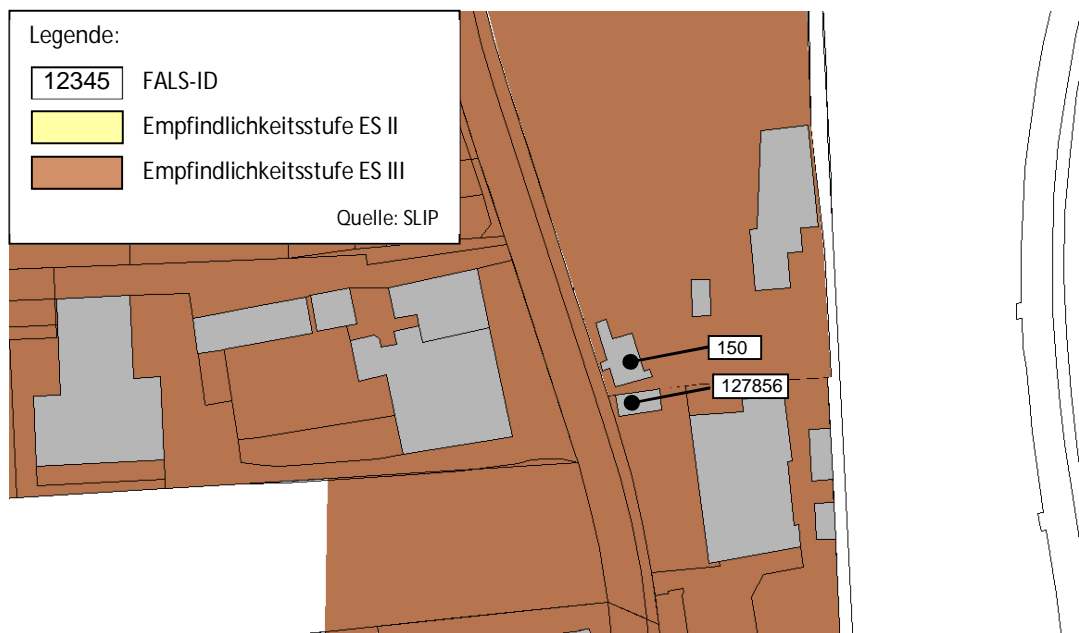 Legende:
12345 FALS-ID
Empfindlichkeitsstufe ES II
Empfindlichkeitsstufe ES III
Quelle: SLIP
150
127856